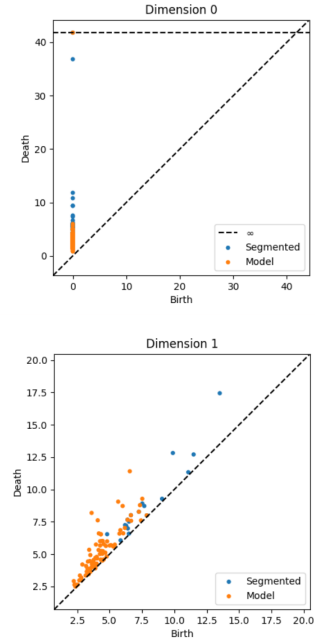 Dimension 0
40
30
20
10
0
Death
∞
Segmented
Model
0 10 20 30 40
Birth
Dimension 1
20.0
17.5
15.0
12.5
10.0
7.5
5.0
2.5
Death
Segmented
Model
2.5 5.0 7.5 10.0 12.5 15.0 17.5 20.0
Birth